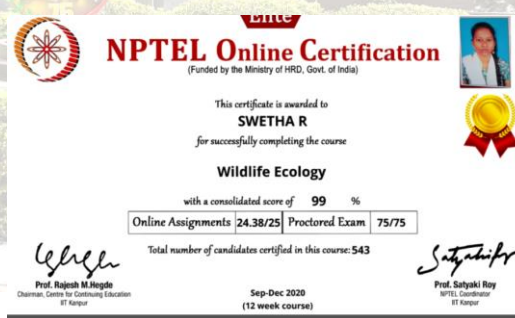 Elite
NPTEL Online Certification
(Funded by the Ministry of HRD, Govt. of India)
This certificate is awarded to
SWETHA R
for successfully completing the course
Wildlife Ecology
with a consolidated score of 99 %
Online Assignments 24.38/25 Proctored Exam 75/75
Total number of candidates certified in this course: 543
Prof. Rajesh M.Hegde
Chairman, Centre for Continuing Education
IIT Kanpur
Sep-Dec 2020
(12 week course)
Prof. Satyaki Roy
NPTEL Coordinator
IIT Kanpur